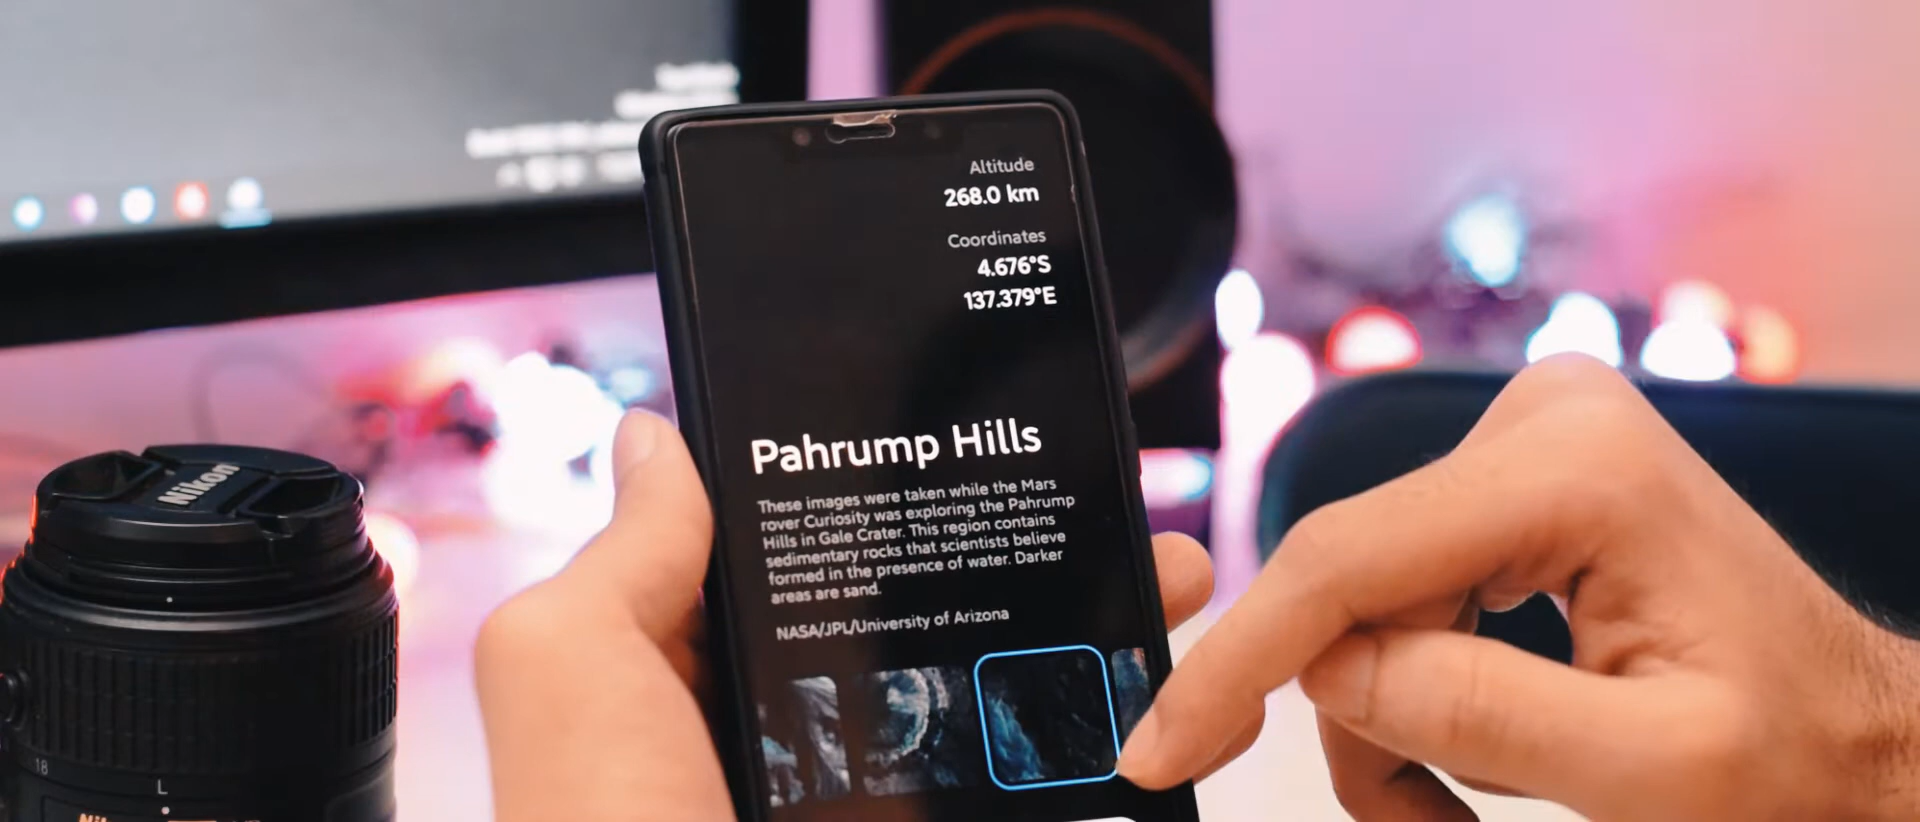 Altitude
268.0 km
Coordinates
4.676°S
137.379°E
Pahrump Hills
These images were taken while the Mars
rover Curiosity was exploring the Pahrump
Hills in Gale Crater. This region contains
sedimentary rocks that scientists believe
formed in the presence of water. Darker
areas are sand.
NASA/JPL/University of Arizona
Nikon
18
L